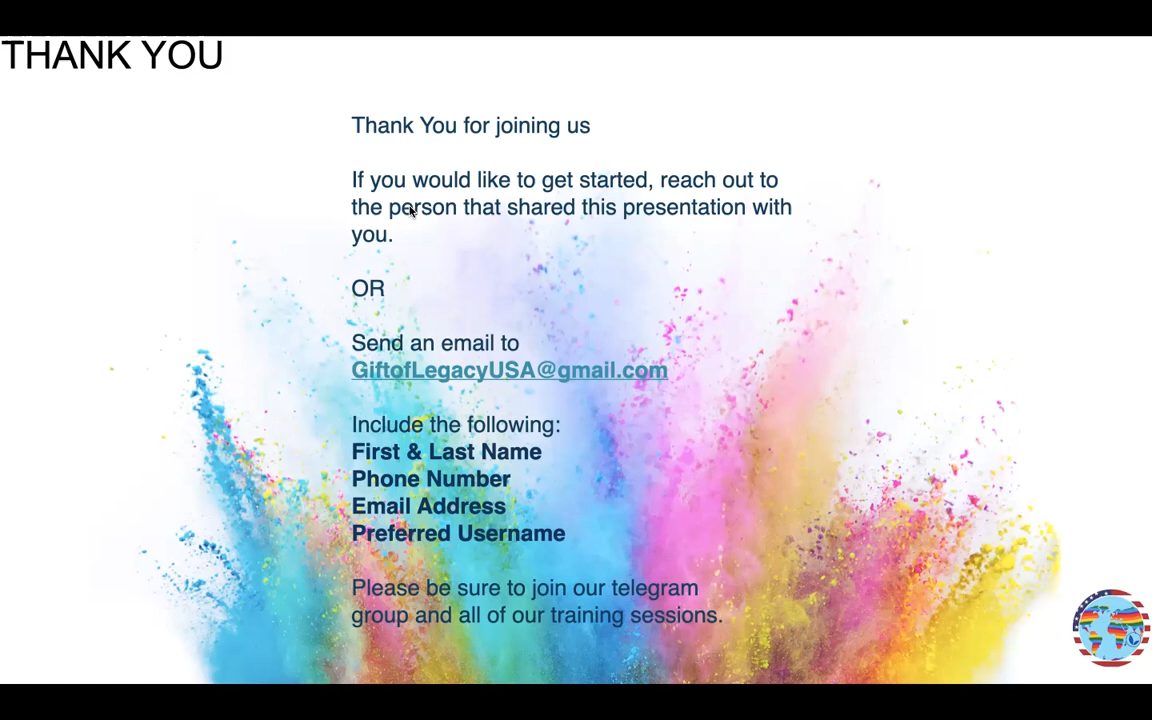 THANK YOU
Thank You for joining us
If you would like to get started, reach out to
the person that shared this presentation with
you.
OR
Send an email to
GiftofLegacyUSA@gmail.com
Include the following:
First & Last Name
Phone Number
Email Address
Preferred Username
Please be sure to join our telegram
group and all of our training sessions.